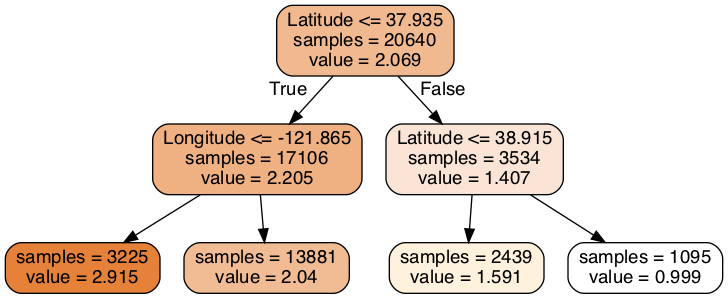 Latitude <= 37.935
samples = 20640
value = 2.069
True
False
Longitude <= -121.865
samples = 17106
value = 2.205
Latitude <= 38.915
samples = 3534
value = 1.407
samples = 3225
value = 2.915
samples = 13881
value = 2.04
samples = 2439
value = 1.591
samples = 1095
value = 0.999